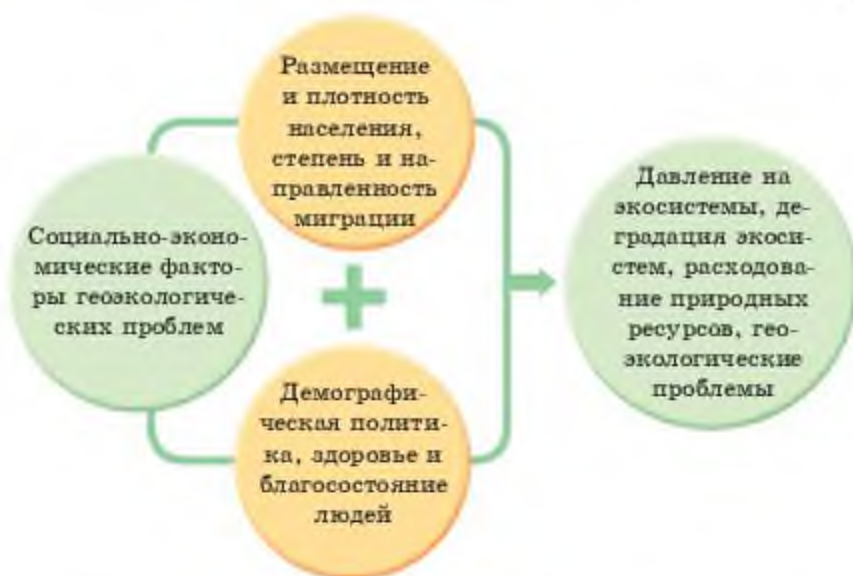 Социально-эконо-
мические факто-
ры геоэкологиче-
ских проблем
Размещение
и плотность
населения,
степень и на-
правленность
миграции
Демографи-
ческая полити-
ка, здоровье и
благосостояние
людей
Давление на
экосистемы, де-
градация экоси-
стем, расходова-
ние природных
ресурсов, гео-
экологические
проблемы